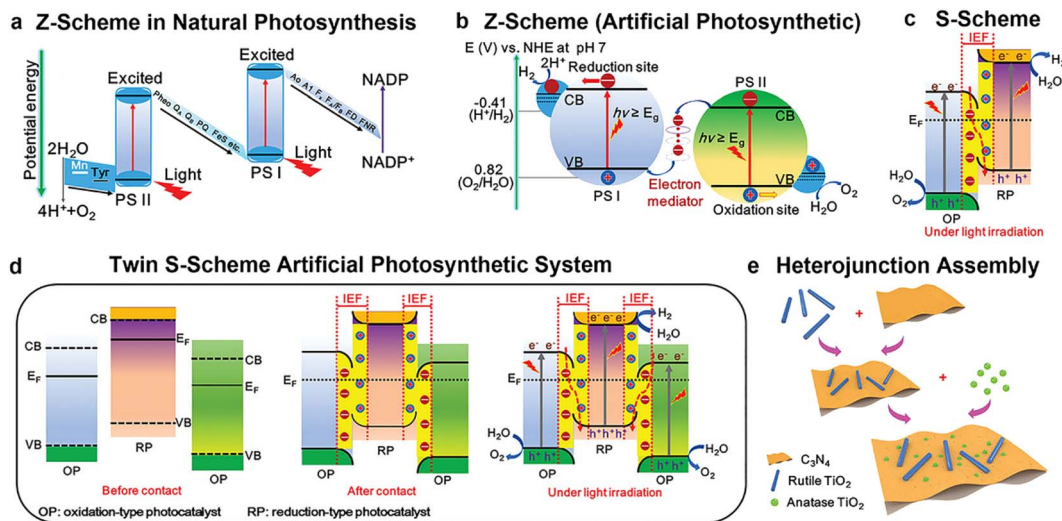 a Z-Scheme in Natural Photosynthesis
Potential energy
Excited
Excited
Pheo QA QB PQ FeS etc.
Ao A1 Fx FA/FB FD FNR
NADP
NADP+
2H2O
Mn
Tyr
4H++O2
PS II
Light
PS I
Light
b Z-Scheme (Artificial Photosynthetic)
E (V) vs. NHE at pH 7
2H+
H2
Reduction site
PS II
CB
-0.41
(H+/H2)
hν ≥ Eg
CB
hν ≥ Eg
0.82
(O2/H2O)
VB
PS I
Electron
mediator
VB
Oxidation site
O2
H2O
c S-Scheme
IEF
e- e-
H2
H2O
e- e-
EF
H2O
O2
h+ h+
h+ h+
RP
OP
Under light irradiation
d Twin S-Scheme Artificial Photosynthetic System
CB
CB
EF
EF
CB
EF
VB
VB
VB
RP
OP
OP
Before contact
IEF
IEF
EF
RP
OP
OP
After contact
IEF
IEF
e- e- e-
H2
H2O
e- e-
e- e-
EF
H2O
O2
h+ h+
h+h+h+
RP
h+ h+
H2O
O2
OP
OP
Under light irradiation
OP: oxidation-type photocatalyst RP: reduction-type photocatalyst
e Heterojunction Assembly
+
+
C3N4
Rutile TiO2
Anatase TiO2